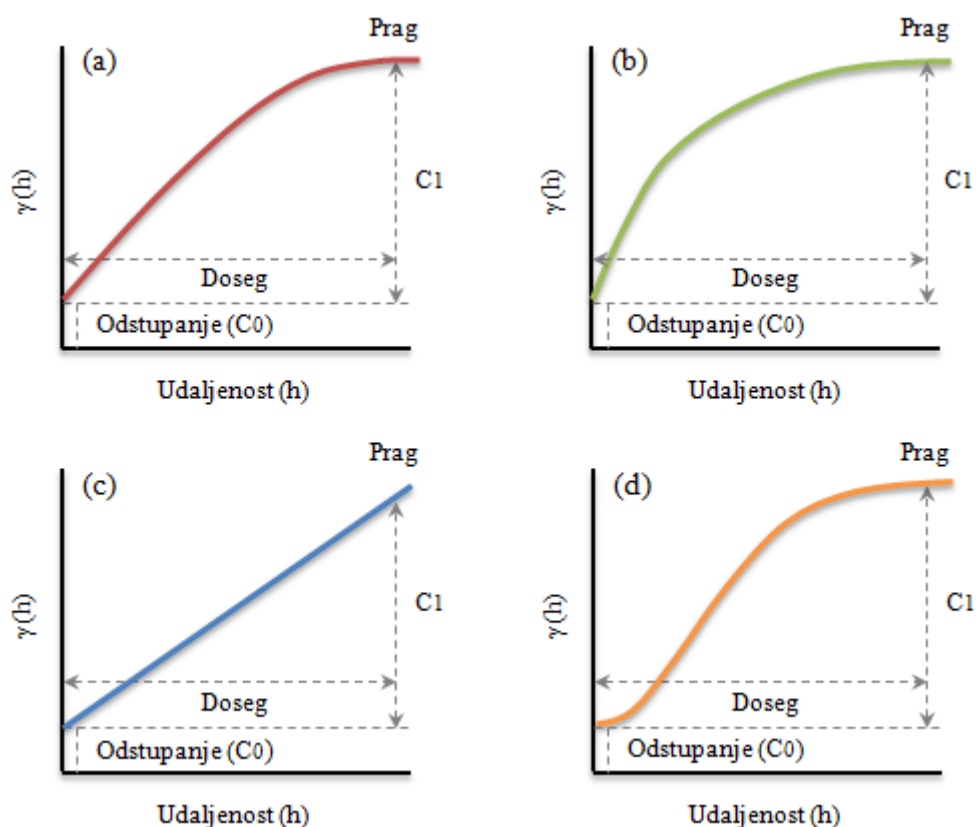 Prag
(a)
γ(h)
C1
Doseg
Odstupanje (C0)
Udaljenost (h)
Prag
(b)
γ(h)
C1
Doseg
Odstupanje (C0)
Udaljenost (h)
Prag
(c)
γ(h)
C1
Doseg
Odstupanje (C0)
Udaljenost (h)
Prag
(d)
γ(h)
C1
Doseg
Odstupanje (C0)
Udaljenost (h)